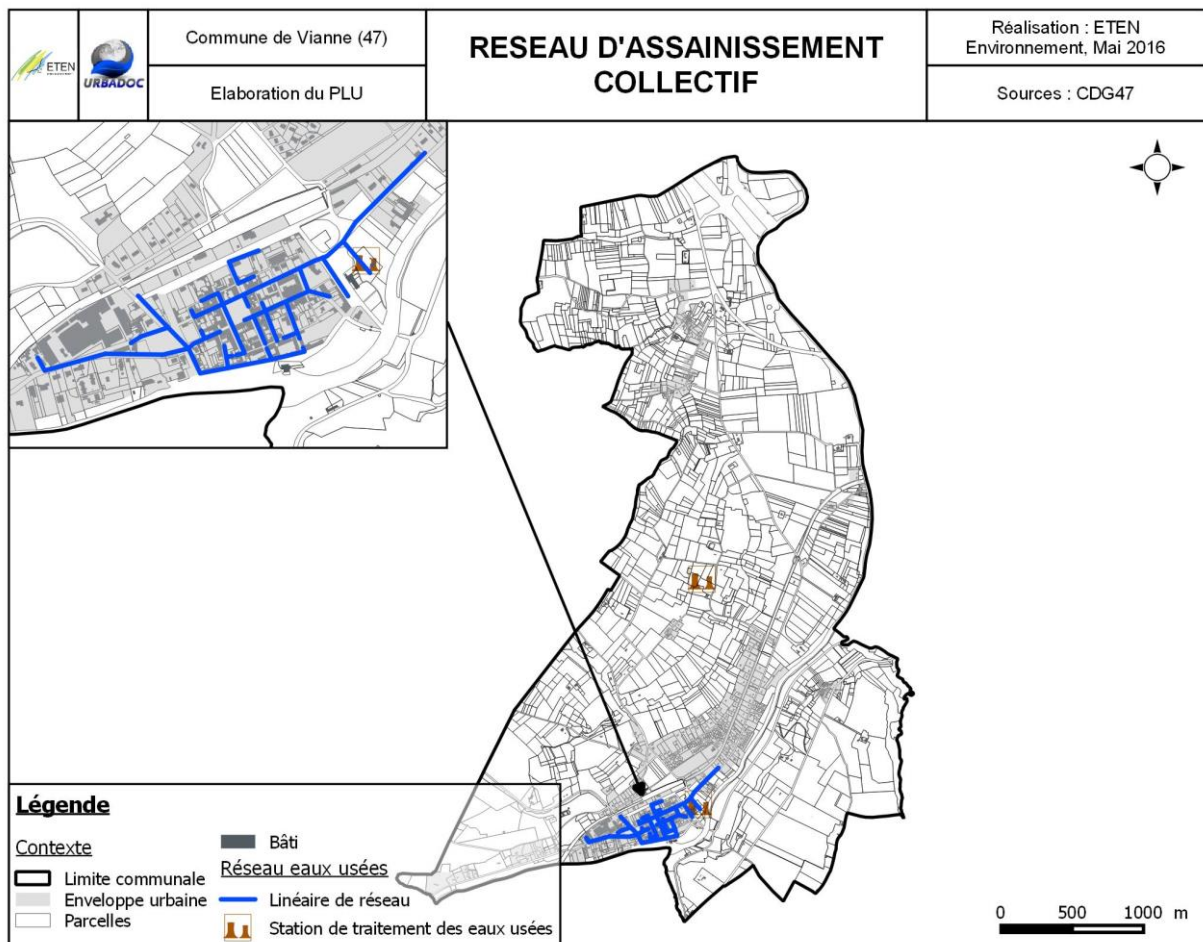 ETEN
URBADOC
Commune de Vianne (47)
Elaboration du PLU
RESEAU D'ASSAINISSEMENT
COLLECTIF
Réalisation : ETEN
Environnement, Mai 2016
Sources : CDG47
Légende
Contexte
Limite communale
Enveloppe urbaine
Parcelles
Bâti
Réseau eaux usées
Linéaire de réseau
Station de traitement des eaux usées
0 500 1000 m